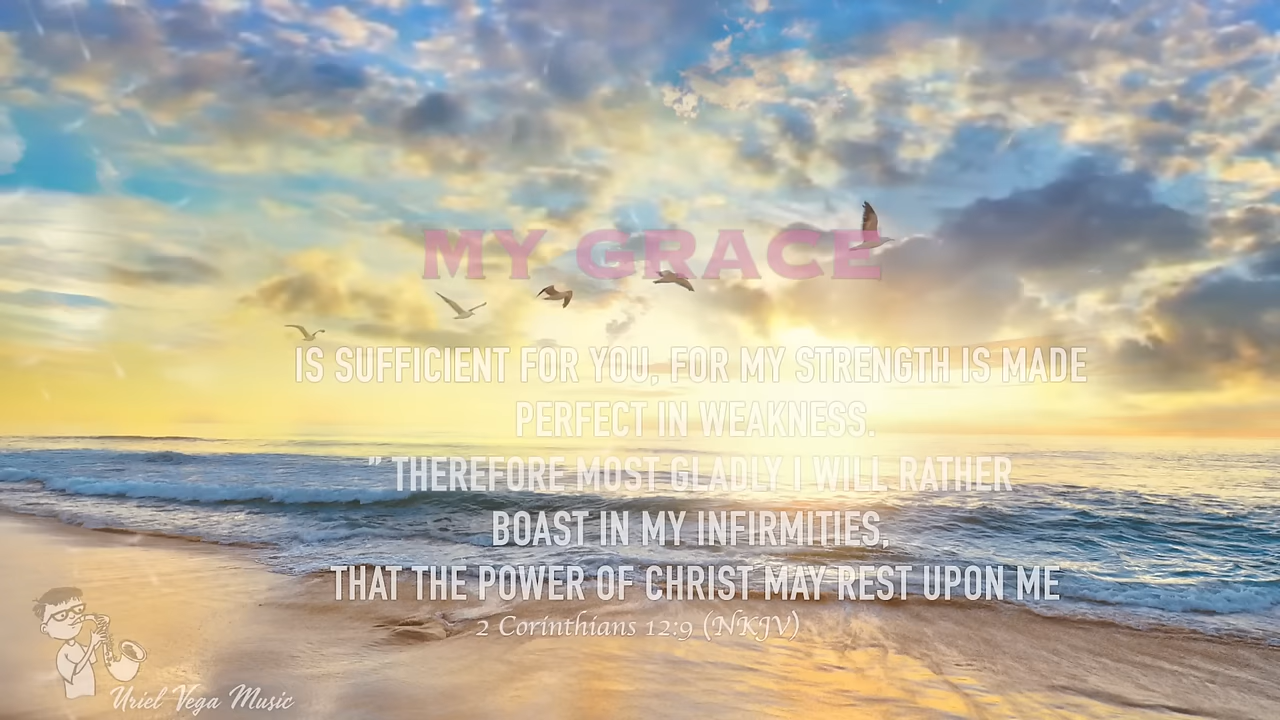 MY GRACE
IS SUFFICIENT FOR YOU, FOR MY STRENGTH IS MADE
PERFECT IN WEAKNESS.
" THEREFORE MOST GLADLY I WILL RATHER
BOAST IN MY INFIRMITIES,
THAT THE POWER OF CHRIST MAY REST UPON ME
2 Corinthians 12:9 (NKJV)
Uriel Vega Music